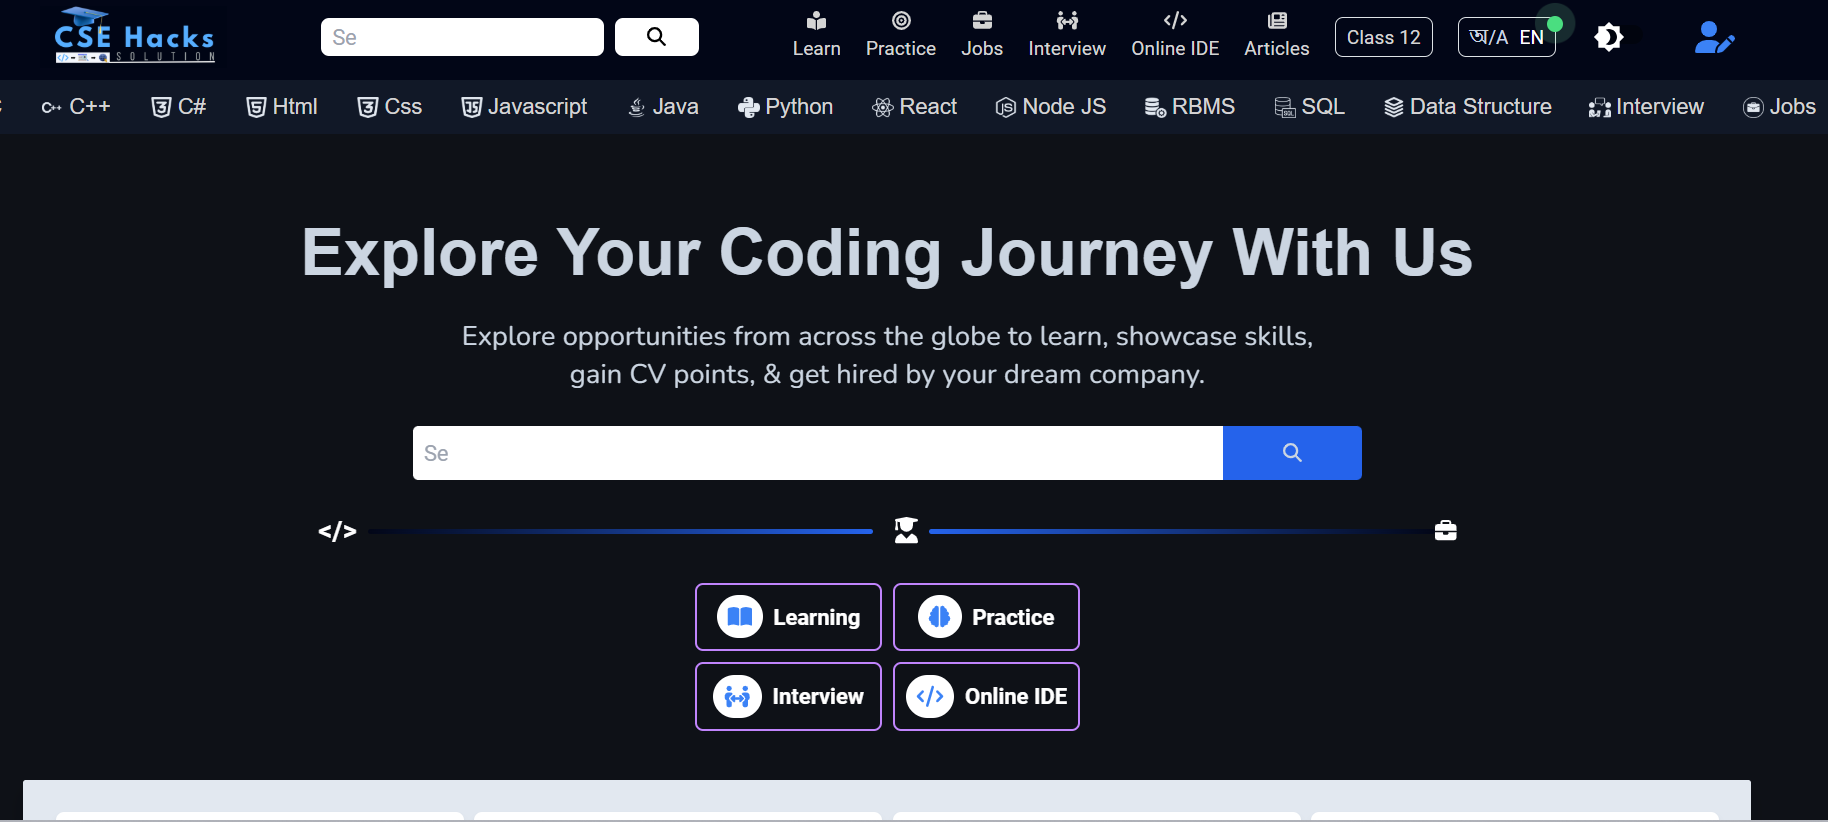 CSE Hacks
SOLUTION
Se
Learn
Practice
Jobs
Interview
Online IDE
Articles
Class 12
অ/A EN
C++
C#
Html
Css
Javascript
Java
Python
React
Node JS
RBMS
SQL
Data Structure
Interview
Jobs
Explore Your Coding Journey With Us
Explore opportunities from across the globe to learn, showcase skills,
gain CV points, & get hired by your dream company.
Se
</>
Learning
Practice
Interview
Online IDE